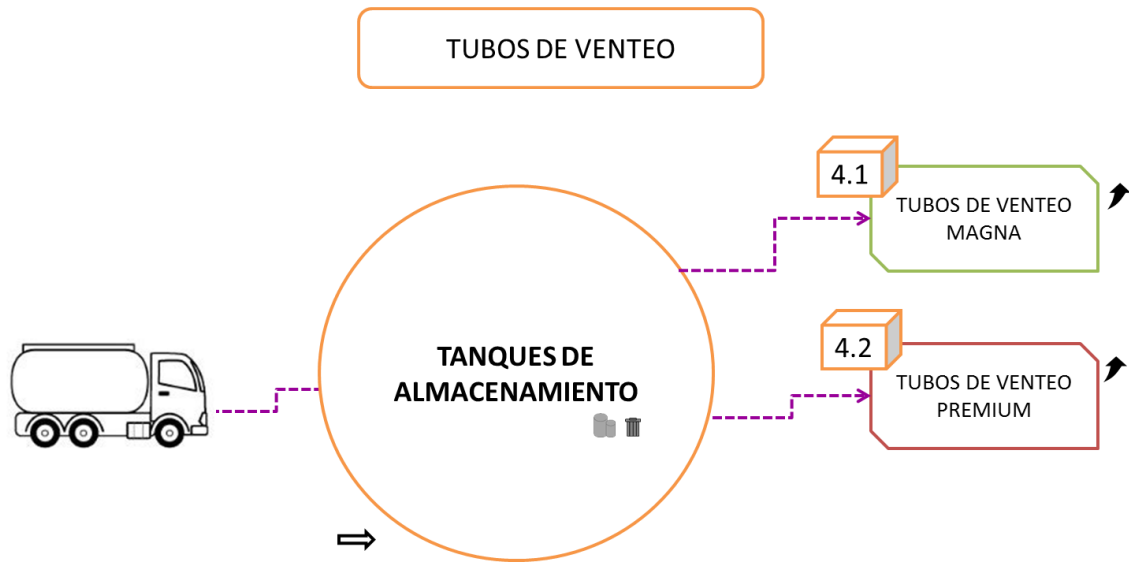 TUBOS DE VENTEO
4.1
TUBOS DE VENTEO
MAGNA
4.2
TUBOS DE VENTEO
PREMIUM
TANQUES DE
ALMACENAMIENTO